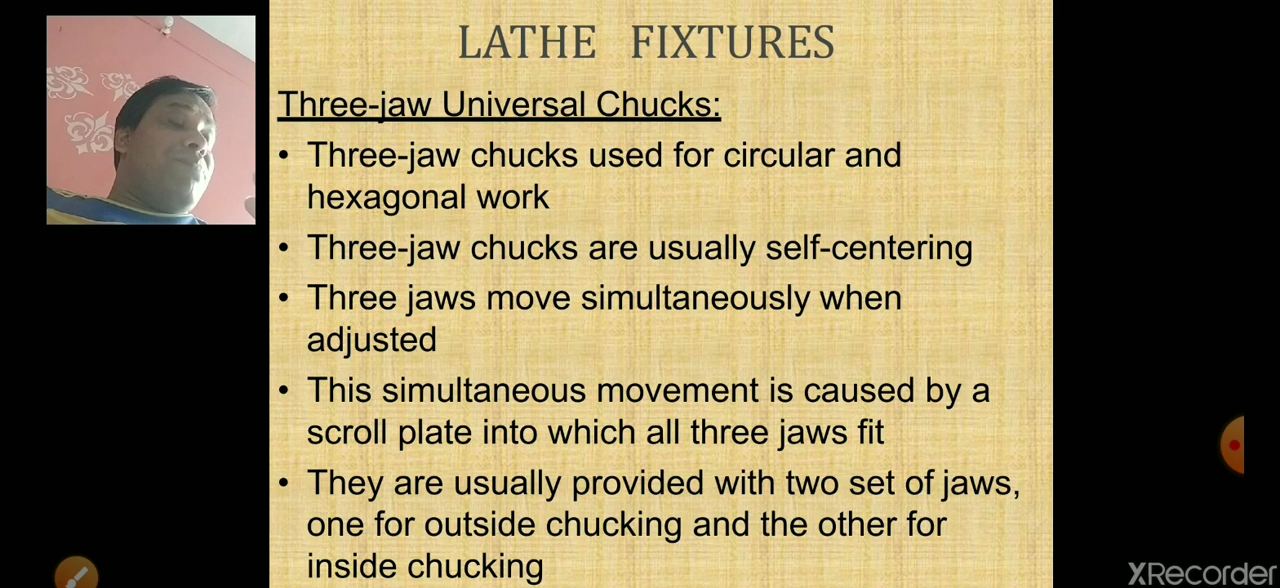 LATHE FIXTURES
Three-jaw Universal Chucks:
• Three-jaw chucks used for circular and
hexagonal work
• Three-jaw chucks are usually self-centering
• Three jaws move simultaneously when
adjusted
• This simultaneous movement is caused by a
scroll plate into which all three jaws fit
• They are usually provided with two set of jaws,
one for outside chucking and the other for
inside chucking
XRecorder